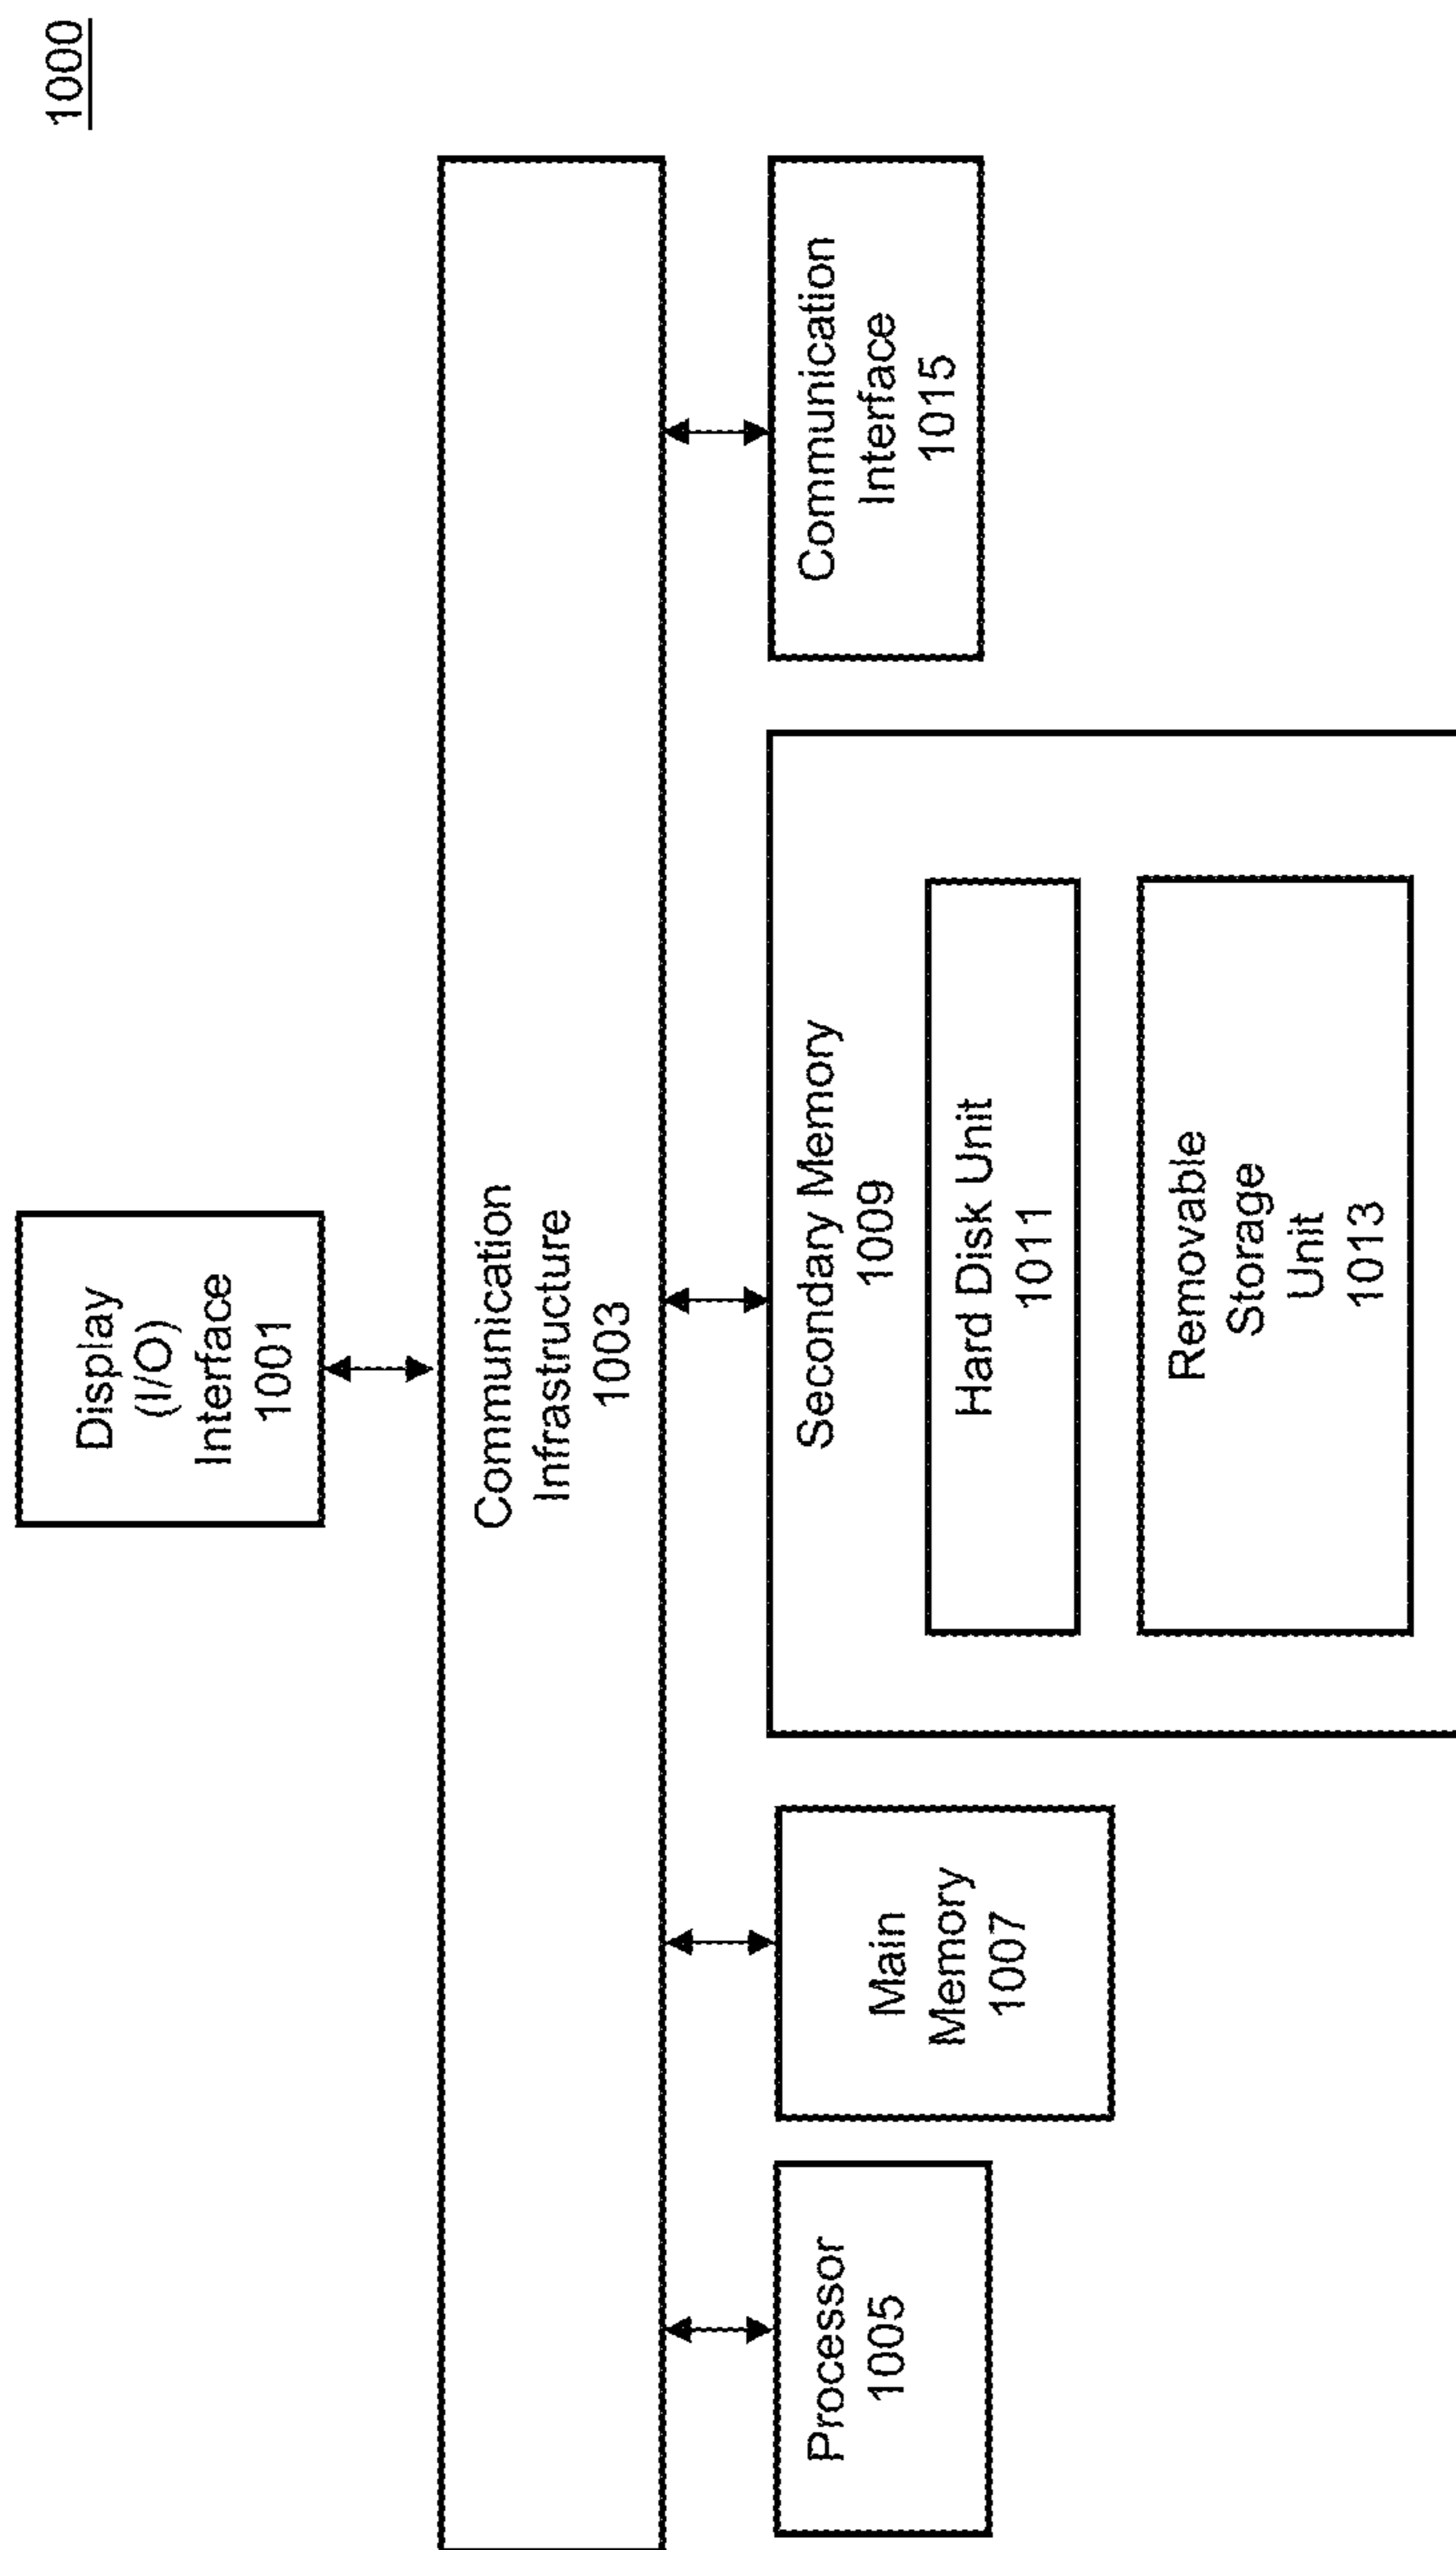 1000
Display
(I/O)
Interface
1001
Communication
Infrastructure
1003
Processor
1005
Main
Memory
1007
Secondary Memory
1009
Hard Disk Unit
1011
Removable
Storage
Unit
1013
Communication
Interface
1015